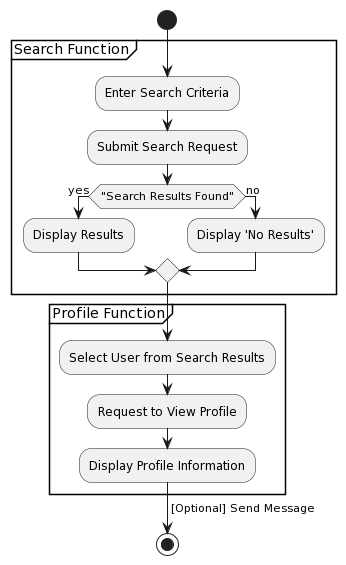 Search Function
Enter Search Criteria
Submit Search Request
yes
"Search Results Found"
no
Display Results
Display 'No Results'
Profile Function
Select User from Search Results
Request to View Profile
Display Profile Information
[Optional] Send Message